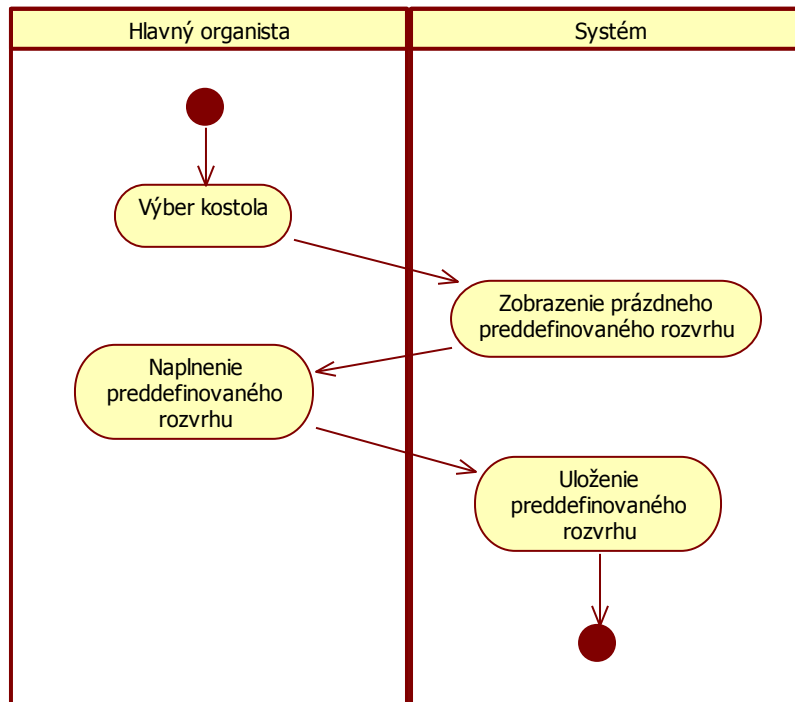 Hlavný organista
Systém
Výber kostola
Zobrazenie prázdneho
preddefinovaného rozvrhu
Naplnenie
preddefinovaného
rozvrhu
Uloženie
preddefinovaného
rozvrhu